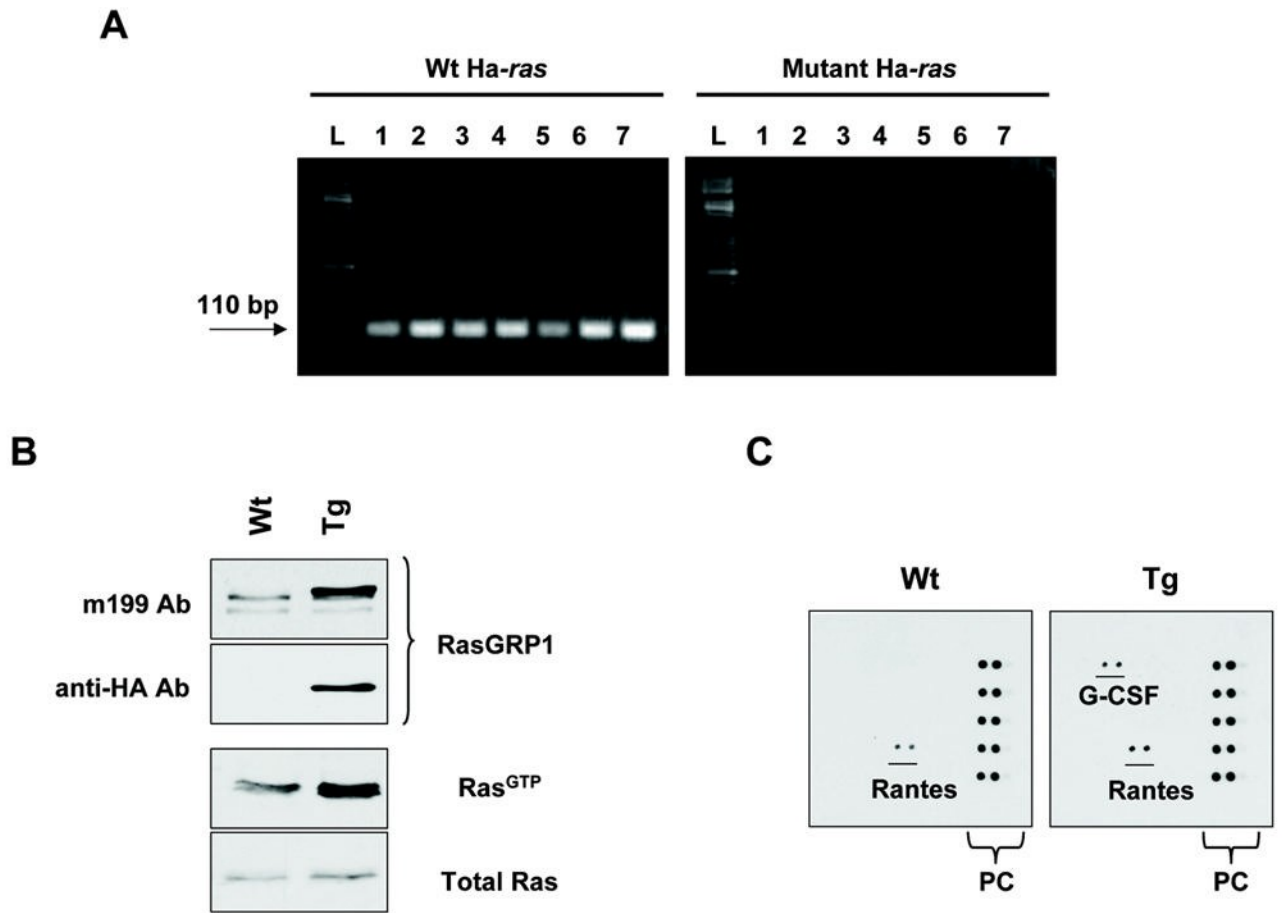 A
Wt Ha-ras
Mutant Ha-ras
L 1 2 3 4 5 6 7
L 1 2 3 4 5 6 7
110 bp
B
Wt Tg
m199 Ab
anti-HA Ab
RasGRP1
RasGTP
Total Ras
C
Wt
Tg
Rantes
G-CSF
Rantes
PC
PC